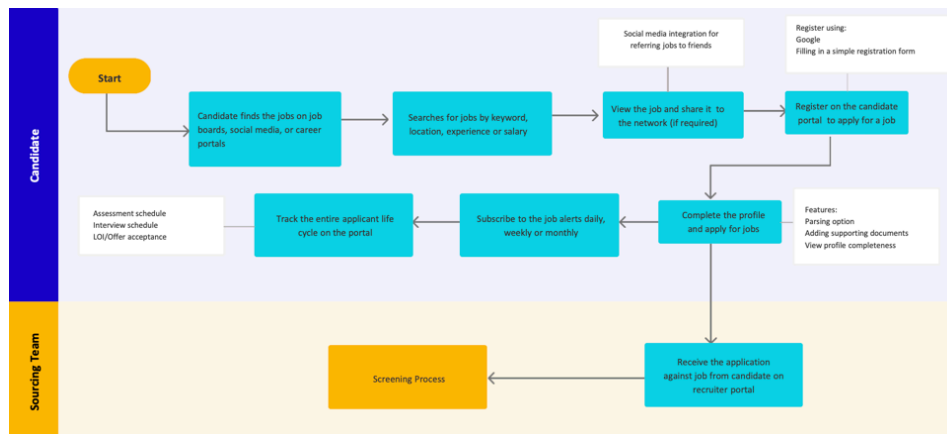 Candidate
Start
Candidate finds the jobs on job
boards, social media, or career
portals
Searches for jobs by keyword,
location, experience or salary
Social media integration for
referring jobs to friends
View the job and share it to
the network (if required)
Register using:
Google
Filling in a simple registration form
Register on the candidate
portal to apply for a job
Assessment schedule
Interview schedule
LOI/Offer acceptance
Track the entire applicant life
cycle on the portal
Subscribe to the job alerts daily,
weekly or monthly
Complete the profile
and apply for jobs
Features:
Parsing option
Adding supporting documents
View profile completeness
Sourcing Team
Screening Process
Receive the application
against job from candidate on
recruiter portal